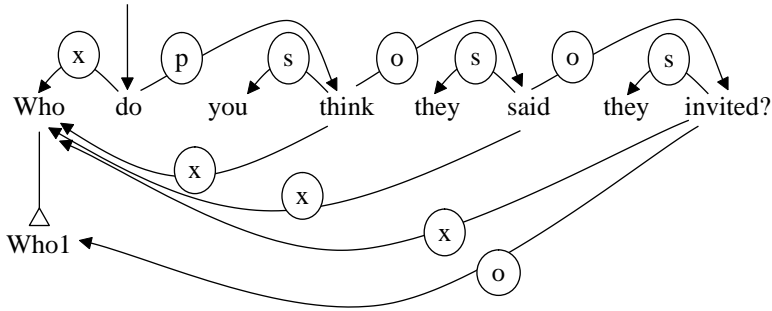 x p s o s o s
Who do you think they said they invited?
x
x
x
Who1
o